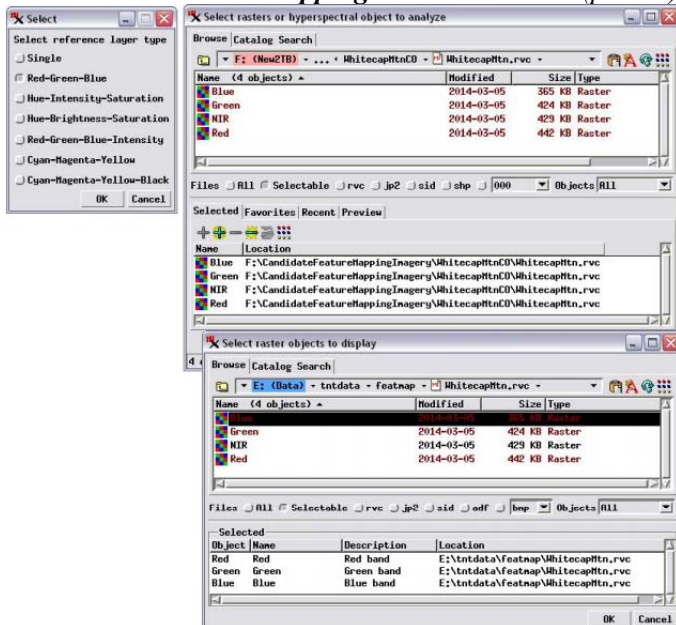 Select
Select reference layer type
Single
Red-Green-Blue
Hue-Intensity-Saturation
Hue-Brightness-Saturation
Red-Green-Blue-Intensity
Cyan-Magenta-Yellow
Cyan-Magenta-Yellow-Black
OK Cancel
Select rasters or hyperspectral object to analyze
Browse Catalog Search
F: (New2TB) - ... WhitecapMtnCO - WhitecapMtn.rvc -
Name (4 objects) Modified Size Type
Blue 2014-03-05 365 KB Raster
Green 2014-03-05 424 KB Raster
NIR 2014-03-05 429 KB Raster
Red 2014-03-05 442 KB Raster
Files All Selectable rvc jp2 sid shp 000 Objects All
Selected Favorites Recent Preview
Name Location
Blue F:\CandidateFeatureMappingImagery\WhitecapMtnCO\WhitecapMtn.rvc
Green F:\CandidateFeatureMappingImagery\WhitecapMtnCO\WhitecapMtn.rvc
NIR F:\CandidateFeatureMappingImagery\WhitecapMtnCO\WhitecapMtn.rvc
Red F:\CandidateFeatureMappingImagery\WhitecapMtnCO\WhitecapMtn.rvc
4
Select raster objects to display
Browse Catalog Search
E: (Data) - tntdata - featmap - WhitecapMtn.rvc -
Name (4 objects) Modified Size Type
Blue 2014-03-05 365 KB Raster
Green 2014-03-05 424 KB Raster
NIR 2014-03-05 429 KB Raster
Red 2014-03-05 442 KB Raster
Files All Selectable rvc jp2 sid adf bmp Objects All
Selected
Object Name Description Location
Red Red Red band E:\tntdata\featmap\WhitecapMtn.rvc
Green Green Green band E:\tntdata\featmap\WhitecapMtn.rvc
Blue Blue Blue band E:\tntdata\featmap\WhitecapMtn.rvc
OK Cancel